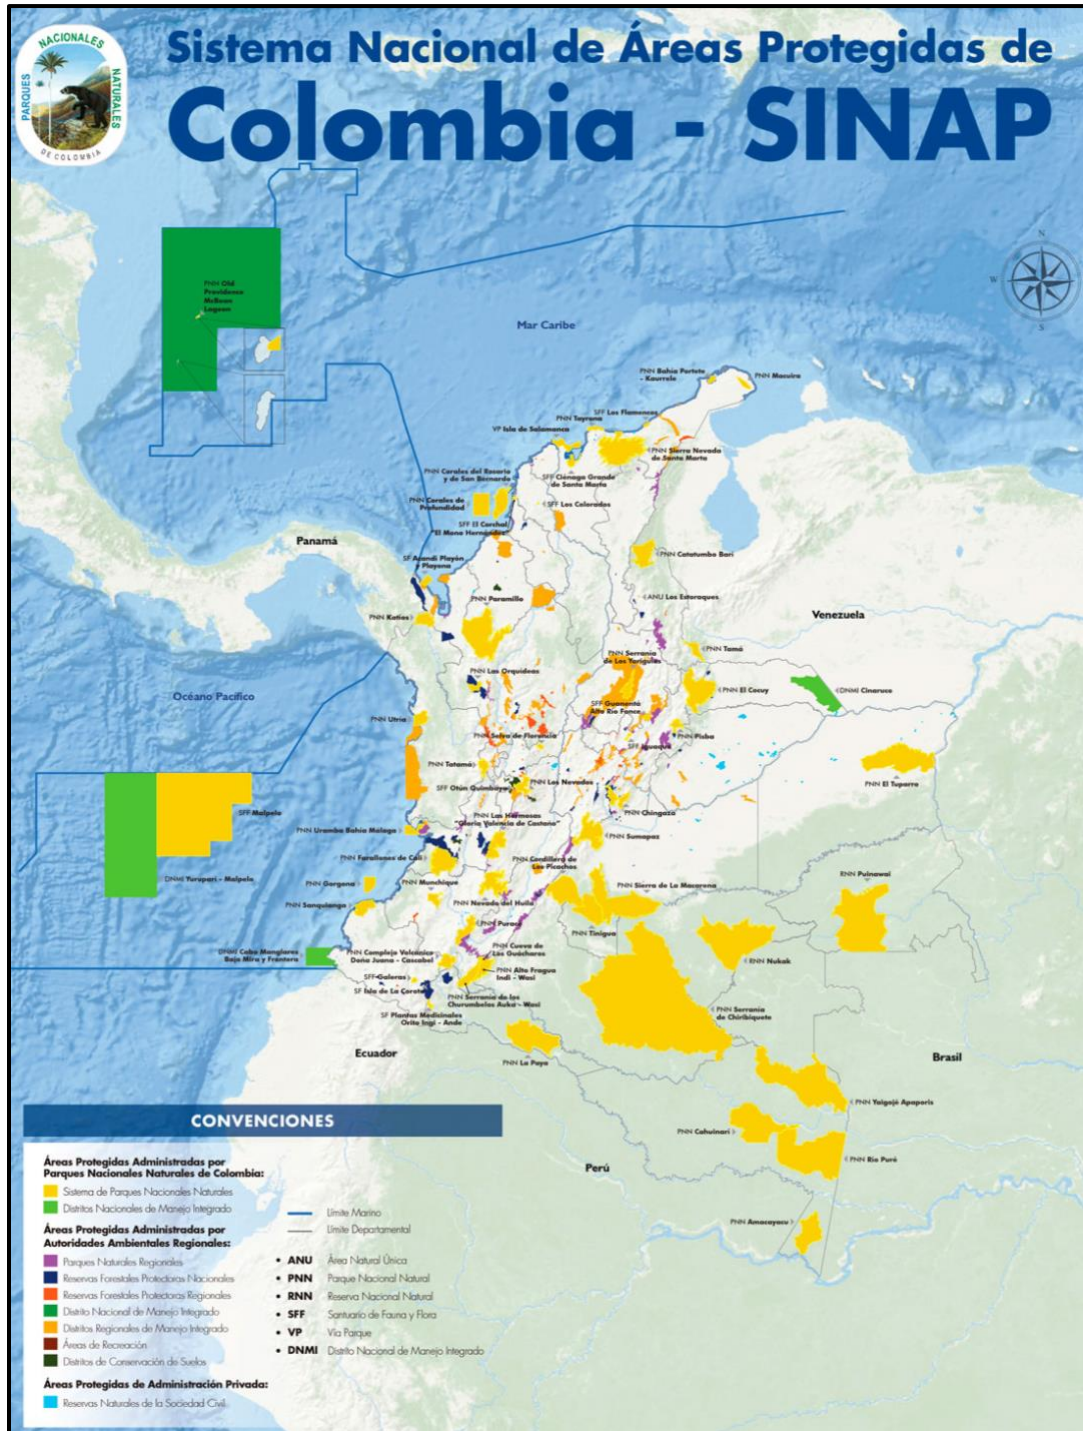 PARQUES
NACIONALES
NATURALES
DE COLOMBIA
Sistema Nacional de Áreas Protegidas de
Colombia - SINAP
N
W
S
PNN Old
Providence
McBean
Lagoon
Mar Caribe
PNN Bahía Portete
- Kaurrele
PNN Macuira
SFF Los Flamencos
PNN Tayrona
VP Isla de Salamanca
PNN Sierra Nevada
de Santa Marta
PNN Corales del Rosario
y de San Bernardo
SFF Ciénaga Grande
de Santa Marta
PNN Corales de
Profundidad
SFF Los Colorados
SFF El Corchal
"El Mono Hernández"
Panamá
SF Acandí Playón
y Playona
PNN Catatumbo Barí
PNN Paramillo
ANU Los Estoraques
PNN Katíos
Venezuela
PNN Serranía
de Los Yariguíes
PNN Tamá
PNN Las Orquídeas
PNN El Cocuy
DNMI Cinaruco
Océano Pacífico
SFF Guanentá
Alto Río Fonce
PNN Utría
PNN Selva de Florencia
PNN Pisba
SFF Iguaque
PNN Tatamá
PNN Los Nevados
PNN El Tuparro
SFF Otún Quimbaya
SFF Malpelo
PNN Chingaza
PNN Las Hermosas
"Gloria Valencia de Castaño"
PNN Uramba Bahía Málaga
PNN Sumapaz
PNN Farallones de Cali
PNN Cordillera de
Los Picachos
DNMI Yuruparí - Malpelo
PNN Gorgona
PNN Munchique
PNN Sierra de La Macarena
RNN Puinawai
PNN Sanquianga
PNN Nevado del Huila
PNN Puracé
PNN Tinigua
DNMI Cabo Manglares
Bajo Mira y Frontera
PNN Complejo Volcánico
Doña Juana - Cascabel
PNN Cueva de
Los Guácharos
RNN Nukak
SFF Galeras
PNN Alto Fragua
Indi - Wasi
SF Isla de La Corota
PNN Serranía de los
Churumbelos Auka - Wasi
PNN Serranía
de Chiribiquete
SF Plantas Medicinales
Orito Ingi - Ande
Ecuador
PNN La Paya
Brasil
PNN Yaigojé Apaporis
PNN Cahuinarí
PNN Río Puré
Perú
PNN Amacayacu
CONVENCIONES
Áreas Protegidas Administradas por
Parques Nacionales Naturales de Colombia:
Sistema de Parques Nacionales Naturales
Distritos Nacionales de Manejo Integrado
Áreas Protegidas Administradas por
Autoridades Ambientales Regionales:
Parques Naturales Regionales
Reservas Forestales Protectoras Nacionales
Reservas Forestales Protectoras Regionales
Distrito Nacional de Manejo Integrado
Distritos Regionales de Manejo Integrado
Áreas de Recreación
Distritos de Conservación de Suelos
Áreas Protegidas de Administración Privada:
Reservas Naturales de la Sociedad Civil
Límite Marino
Límite Departamental
• ANU Área Natural Única
• PNN Parque Nacional Natural
• RNN Reserva Nacional Natural
• SFF Santuario de Fauna y Flora
• VP Vía Parque
• DNMI Distrito Nacional de Manejo Integrado